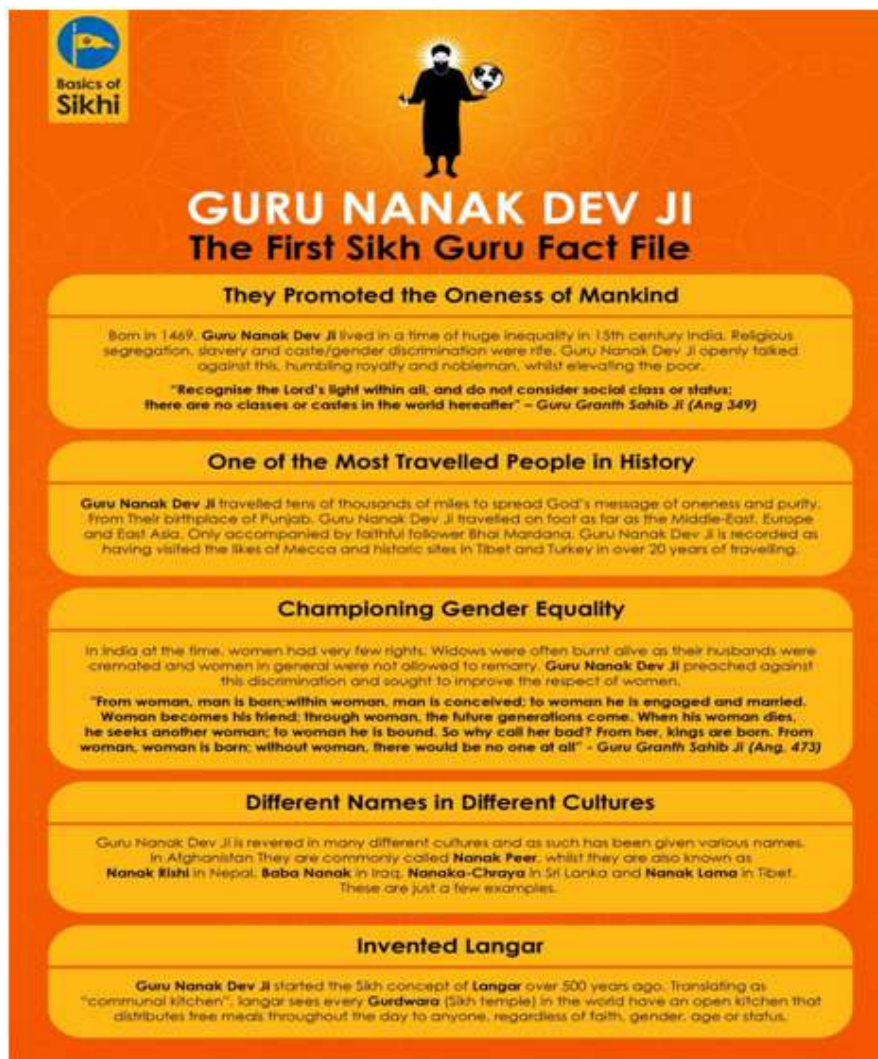 Basics of
Sikhi
GURU NANAK DEV JI
The First Sikh Guru Fact File
They Promoted the Oneness of Mankind
Born in 1469, Guru Nanak Dev Ji lived in a time of huge inequality in 15th century India. Religious
segregation, slavery and caste/gender discrimination were rife. Guru Nanak Dev Ji openly talked
against this, humbling royalty and nobleman, whilst elevating the poor.
"Recognise the Lord's light within all, and do not consider social class or status;
there are no classes or castes in the world hereafter" – Guru Granth Sahib Ji (Ang 349)
One of the Most Travelled People in History
Guru Nanak Dev Ji travelled tens of thousands of miles to spread God's message of oneness and purity.
From Their birthplace of Punjab, Guru Nanak Dev Ji travelled on foot as far as the Middle-East, Europe
and East Asia. Only accompanied by faithful follower Bhai Mardana, Guru Nanak Dev Ji is recorded as
having visited the likes of Mecca and historic sites in Tibet and Turkey in over 20 years of travelling.
Championing Gender Equality
In India at the time, women had very few rights. Widows were often burnt alive as their husbands were
cremated and women in general were not allowed to remarry. Guru Nanak Dev Ji preached against
this discrimination and sought to improve the respect of women.
"From woman, man is born;within woman, man is conceived; to woman he is engaged and married.
Woman becomes his friend; through woman, the future generations come. When his woman dies,
he seeks another woman; to woman he is bound. So why call her bad? From her, kings are born. From
woman, woman is born; without woman, there would be no one at all" - Guru Granth Sahib Ji (Ang, 473)
Different Names in Different Cultures
Guru Nanak Dev Ji is revered in many different cultures and as such has been given various names.
In Afghanistan They are commonly called Nanak Peer, whilst they are also known as
Nanak Rishi in Nepal, Baba Nanak in Iraq, Nanaka-Chraya in Sri Lanka and Nanak Lama in Tibet.
These are just a few examples.
Invented Langar
Guru Nanak Dev Ji started the Sikh concept of Langar over 500 years ago. Translating as
"communal kitchen", langar sees every Gurdwara (Sikh temple) in the world have an open kitchen that
distributes free meals throughout the day to anyone, regardless of faith, gender, age or status.